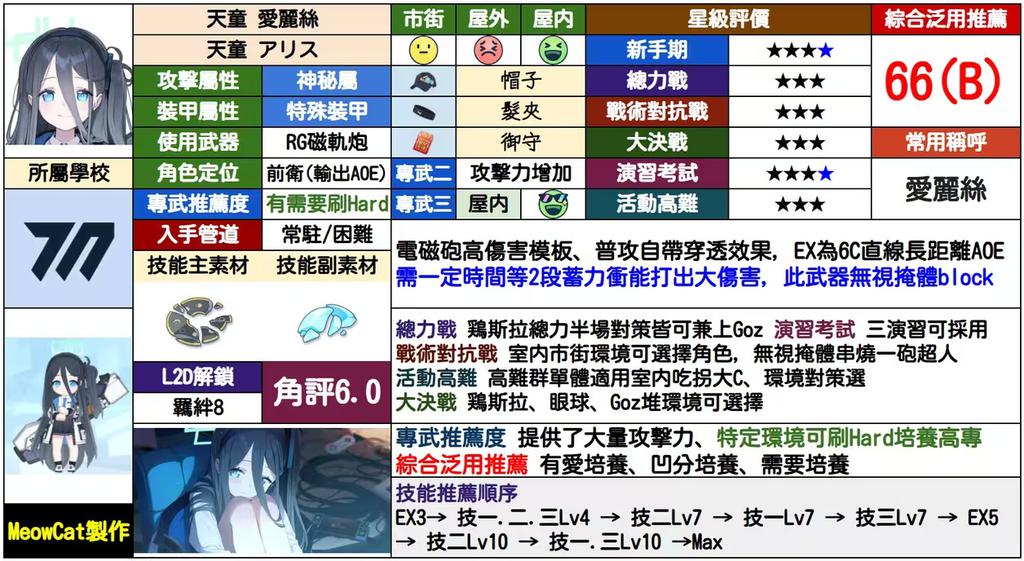 天童 愛麗絲
市街
屋外
屋内
星級評價
綜合泛用推薦
天童 アリス
新手期
★★★★
66(B)
攻擊屬性
神秘屬
帽子
總力戰
★★★
裝甲屬性
特殊裝甲
髮夾
戰術對抗戰
★★★
使用武器
RG磁軌炮
御守
大決戰
★★★
常用稱呼
所屬學校
角色定位
前衛(輸出AOE)
專武二
攻擊力增加
演習考試
★★★★
愛麗絲
專武推薦度
有需要刷Hard
專武三
屋内
活動高難
★★★
入手管道
常駐/困難
技能主素材
技能副素材
電磁砲高傷害模板、普攻自帶穿透效果, EX為6C直線長距離AOE
需一定時間等2段蓄力衝能打出大傷害, 此武器無視掩體block
總力戰 鶏斯拉總力半場對策皆可兼上Goz 演習考試 三演習可採用
戰術對抗戰 室内市街環境可選擇角色, 無視掩體串燒一砲超人
活動高難 高難群單體適用室内吃拐大C、環境對策選
大決戰 鶏斯拉、眼球、Goz堆環境可選擇
L2D解鎖
羈絆8
角評6.0
專武推薦度 提供了大量攻擊力、特定環境可刷Hard培養高專
綜合泛用推薦 有愛培養、凹分培養、需要培養
技能推薦順序
EX3→ 技一.二.三Lv4 → 技二Lv7 → 技一Lv7 → 技三Lv7 → EX5
→ 技二Lv10 → 技一.三Lv10 →Max
MeowCat製作